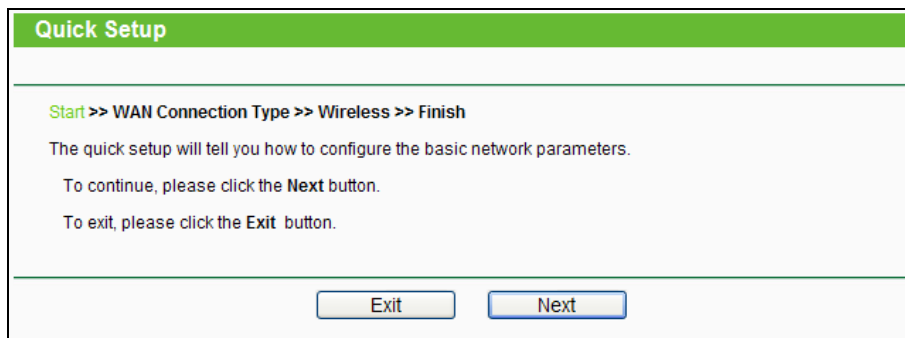 Quick Setup
Start >> WAN Connection Type >> Wireless >> Finish
The quick setup will tell you how to configure the basic network parameters.
To continue, please click the Next button.
To exit, please click the Exit button.
Exit Next